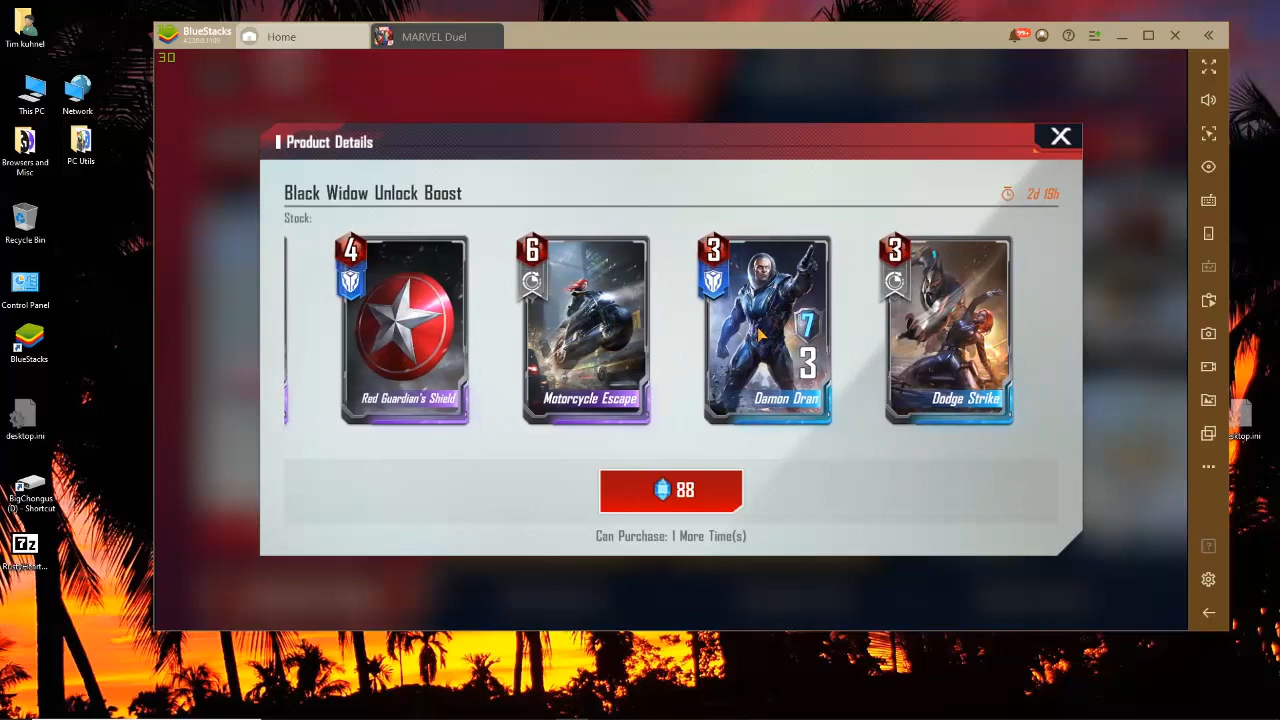 Tim kuhnel
This PC
Network
Browsers and
Misc
PC Utils
Recycle Bin
Control Panel
BlueStacks
desktop.ini
BigChongus
(D) - Shortcut
7z
BlueStacks
Home
MARVEL Duel
99+
30
Product Details
X
Black Widow Unlock Boost
2d 19h
Stock:
4
Red Guardian's Shield
6
Motorcycle Escape
3
7
3
Damon Dran
3
Dodge Strike
88
Can Purchase: 1 More Time(s)